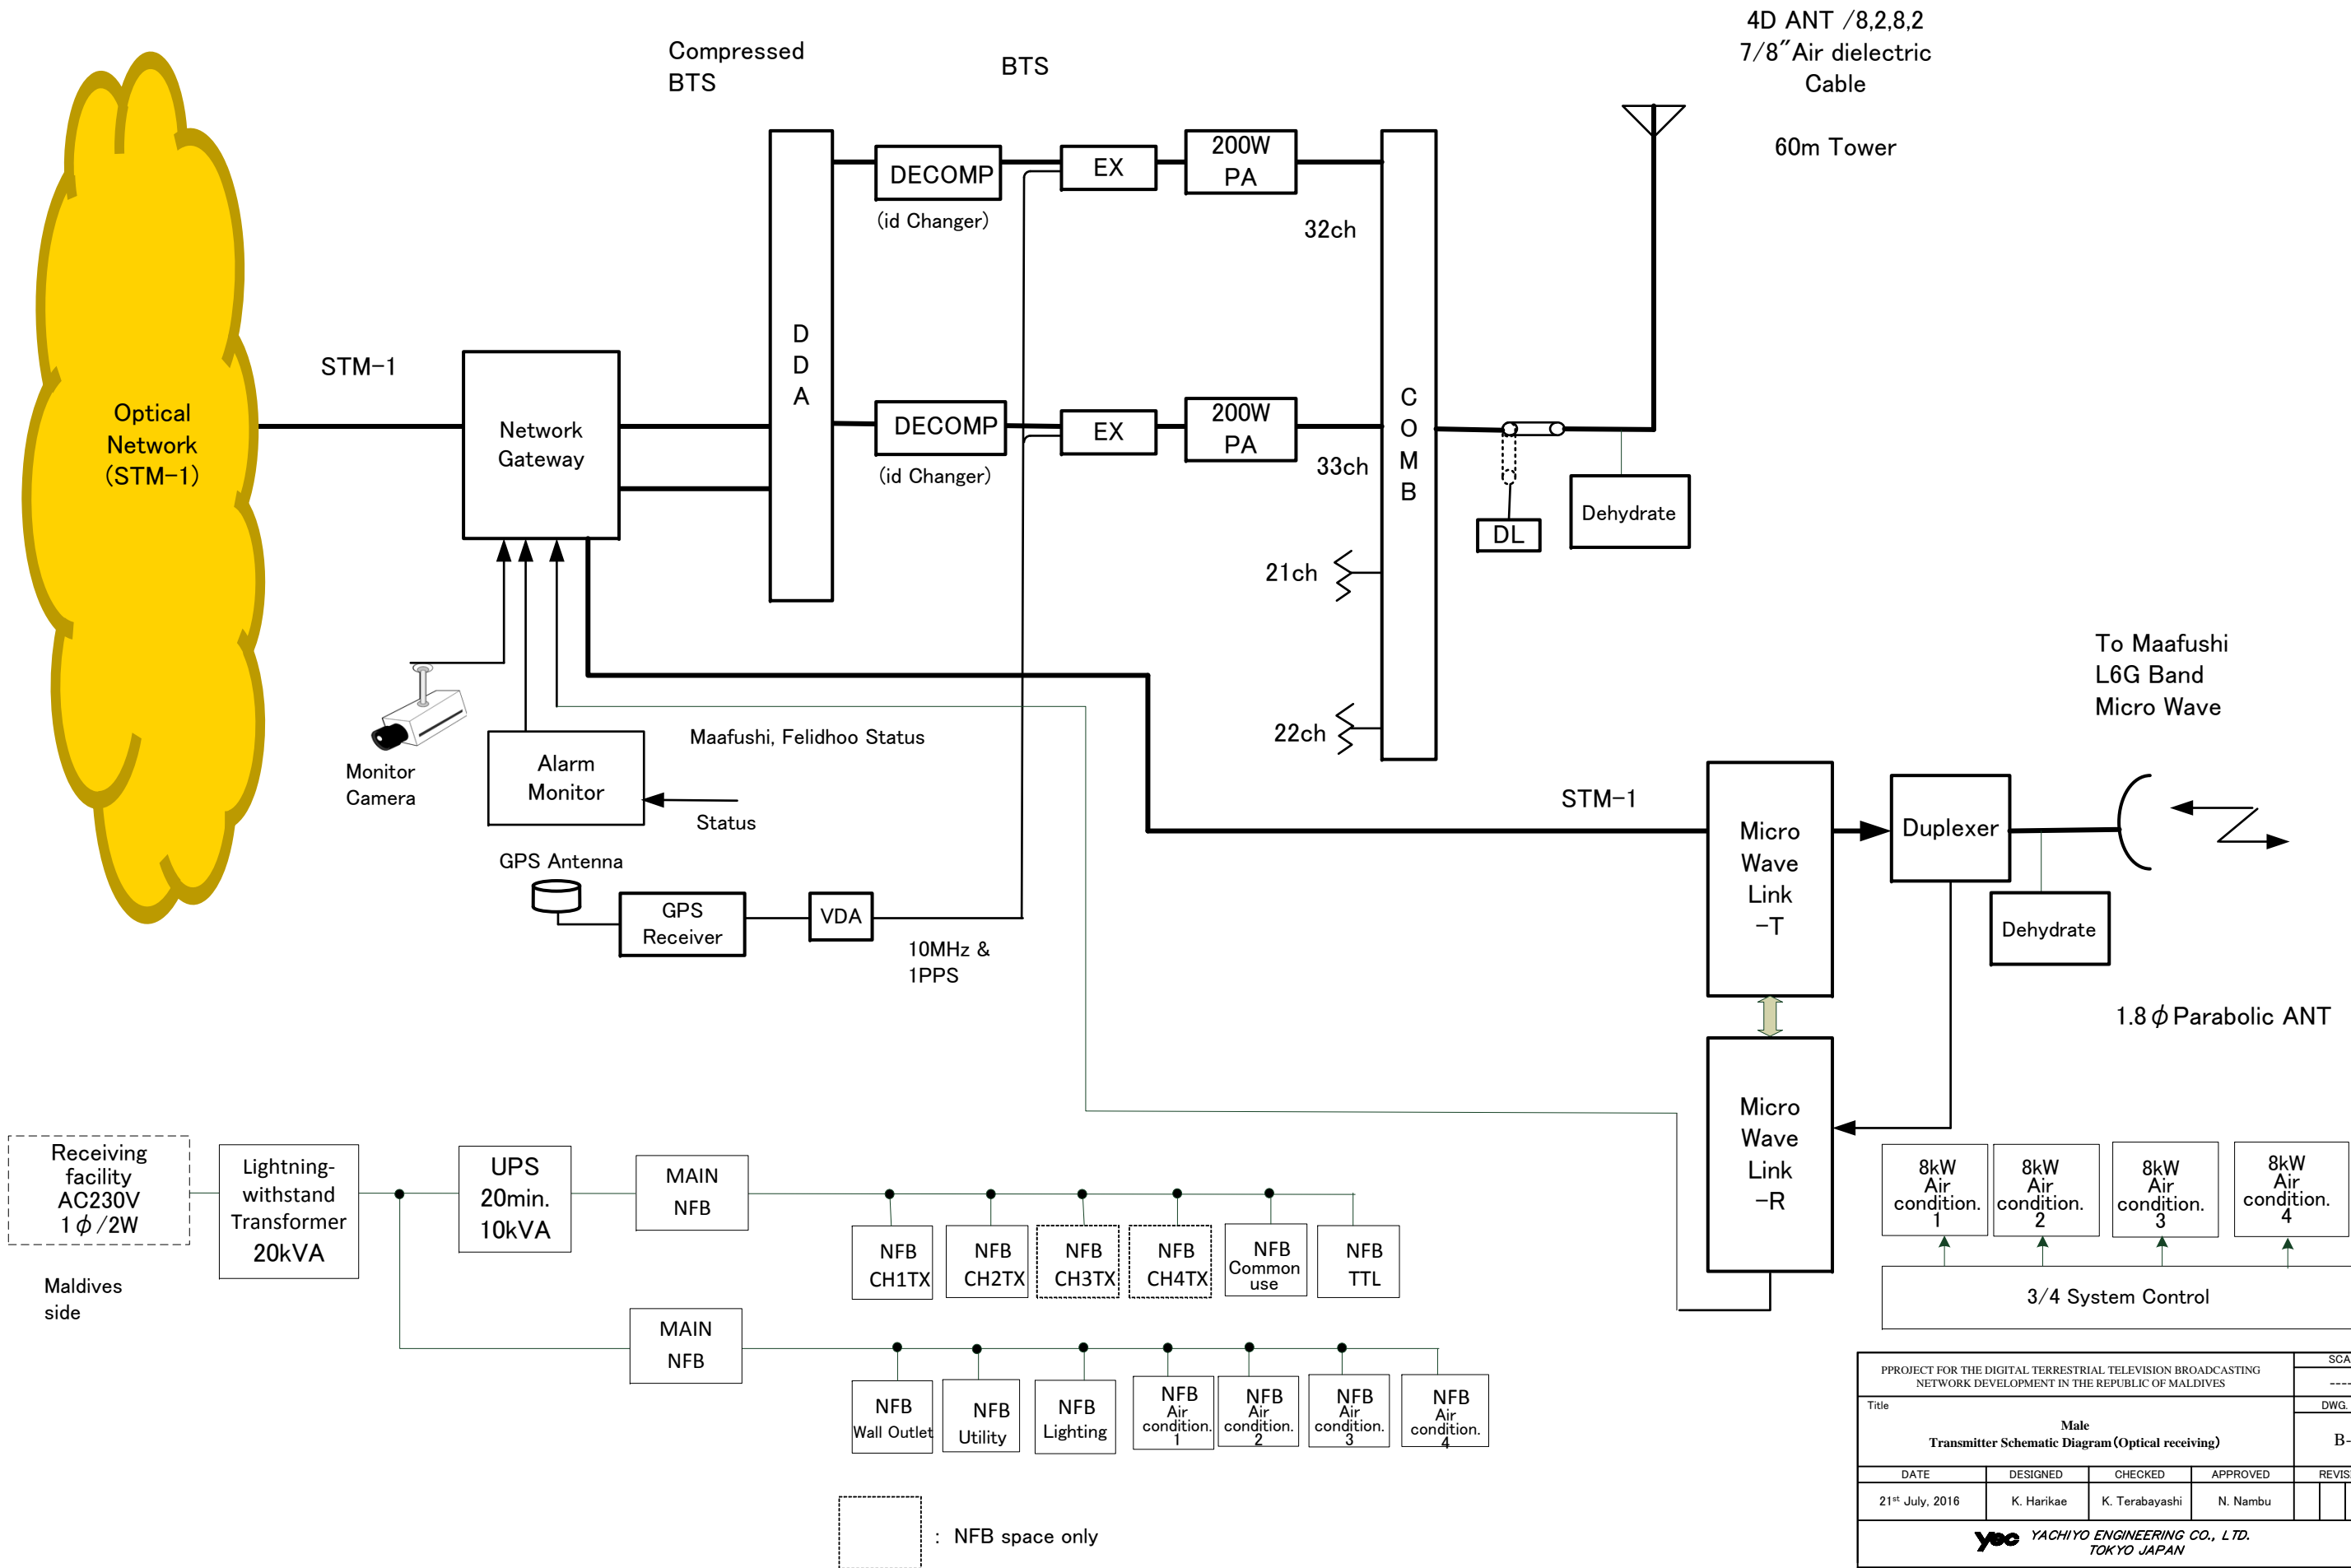 4D ANT /8,2,8,2
7/8″Air dielectric
Cable
60m Tower
Compressed
BTS
BTS
DECOMP
(id Changer)
EX
200W
PA
32ch
D
D
A
STM-1
Optical
Network
(STM-1)
Network
Gateway
DECOMP
(id Changer)
EX
200W
PA
33ch
C
O
M
B
DL
Dehydrate
21ch
22ch
To Maafushi
L6G Band
Micro Wave
Monitor
Camera
Alarm
Monitor
Maafushi, Felidhoo Status
Status
GPS Antenna
GPS
Receiver
VDA
10MHz &
1PPS
STM-1
Micro
Wave
Link
-T
Duplexer
Dehydrate
1.8φParabolic ANT
Micro
Wave
Link
-R
Receiving
facility
AC230V
1φ/2W
Maldives
side
Lightning-
withstand
Transformer
20kVA
UPS
20min.
10kVA
MAIN
NFB
NFB
CH1TX
NFB
CH2TX
NFB
CH3TX
NFB
CH4TX
NFB
Common
use
NFB
TTL
8kW
Air
condition.
1
8kW
Air
condition.
2
8kW
Air
condition.
3
8kW
Air
condition.
4
3/4 System Control
MAIN
NFB
NFB
Wall Outlet
NFB
Utility
NFB
Lighting
NFB
Air
condition.
1
NFB
Air
condition.
2
NFB
Air
condition.
3
NFB
Air
condition.
4
: NFB space only
PPROJECT FOR THE DIGITAL TERRESTRIAL TELEVISION BROADCASTING
NETWORK DEVELOPMENT IN THE REPUBLIC OF MALDIVES
SCA
----
Title
Male
Transmitter Schematic Diagram(Optical receiving)
DWG.
B-
DATE
DESIGNED
CHECKED
APPROVED
REVIS
21st July, 2016
K. Harikae
K. Terabayashi
N. Nambu
yec YACHIYO ENGINEERING CO., LTD.
TOKYO JAPAN